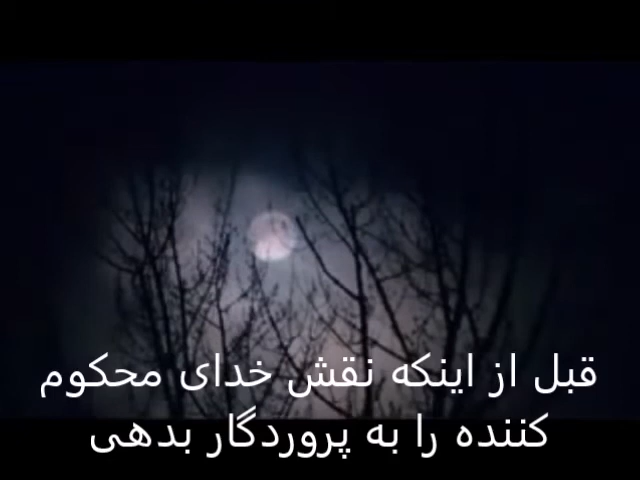 قبل از اینکه نقش خدای محکوم
کننده را به پروردگار بدهی